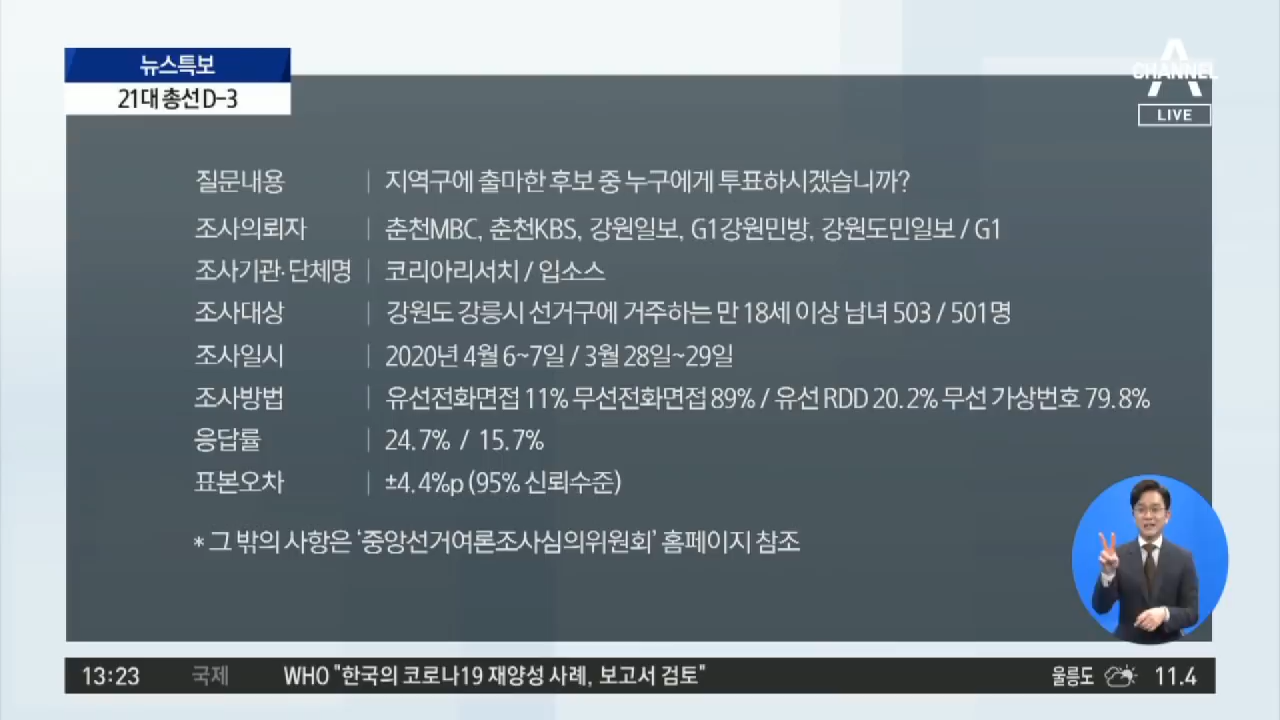 뉴스특보
21대 총선 D-3
CHANNEL A
LIVE
질문내용 | 지역구에 출마한 후보 중 누구에게 투표하시겠습니까?
조사의뢰자 | 춘천MBC, 춘천KBS, 강원일보, G1강원민방, 강원도민일보 / G1
조사기관·단체명 | 코리아리서치 / 입소스
조사대상 | 강원도 강릉시 선거구에 거주하는 만 18세 이상 남녀 503 / 501명
조사일시 | 2020년 4월 6~7일 / 3월 28일~29일
조사방법 | 유선전화면접 11% 무선전화면접 89% / 유선 RDD 20.2% 무선 가상번호 79.8%
응답률 | 24.7% / 15.7%
표본오차 | ±4.4%p (95% 신뢰수준)
* 그 밖의 사항은 '중앙선거여론조사심의위원회' 홈페이지 참조
13:23 국제 WHO "한국의 코로나19 재양성 사례, 보고서 검토" 울릉도 11.4